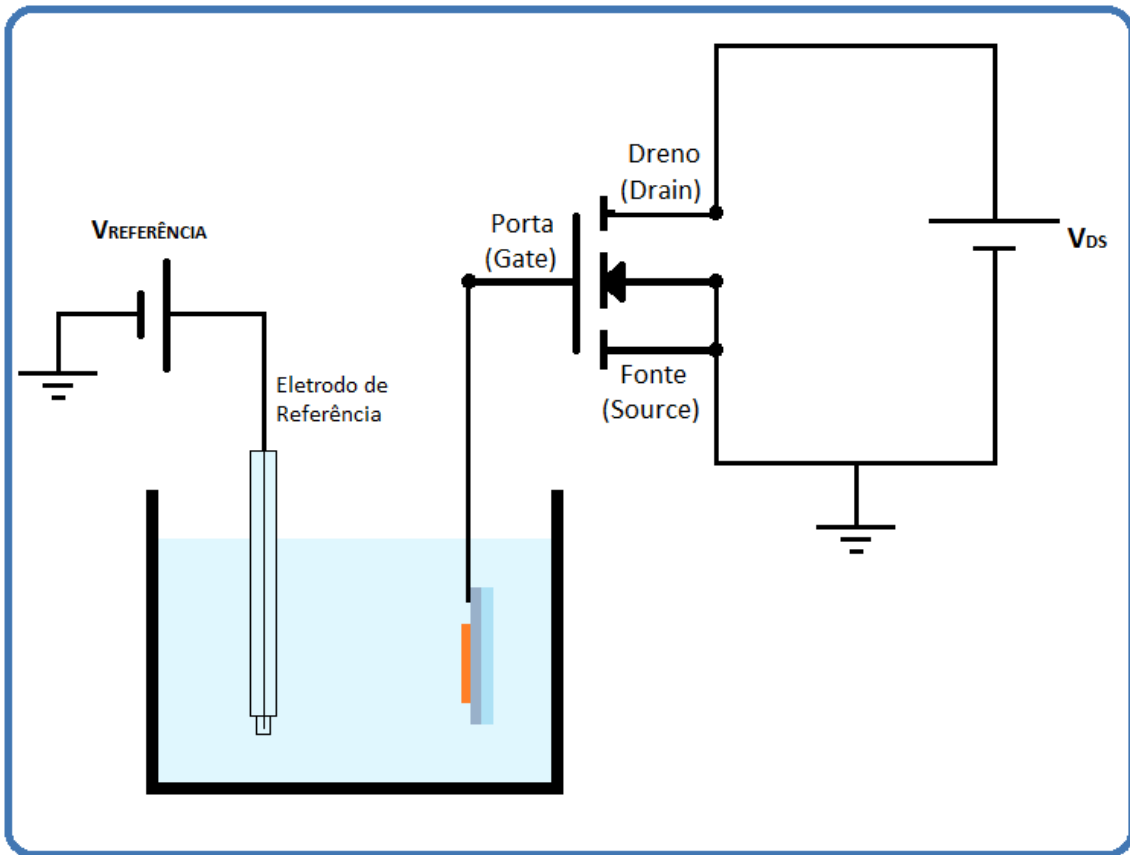 Dreno
(Drain)
VREFERÊNCIA
Porta
(Gate)
VDS
Fonte
(Source)
Eletrodo de
Referência